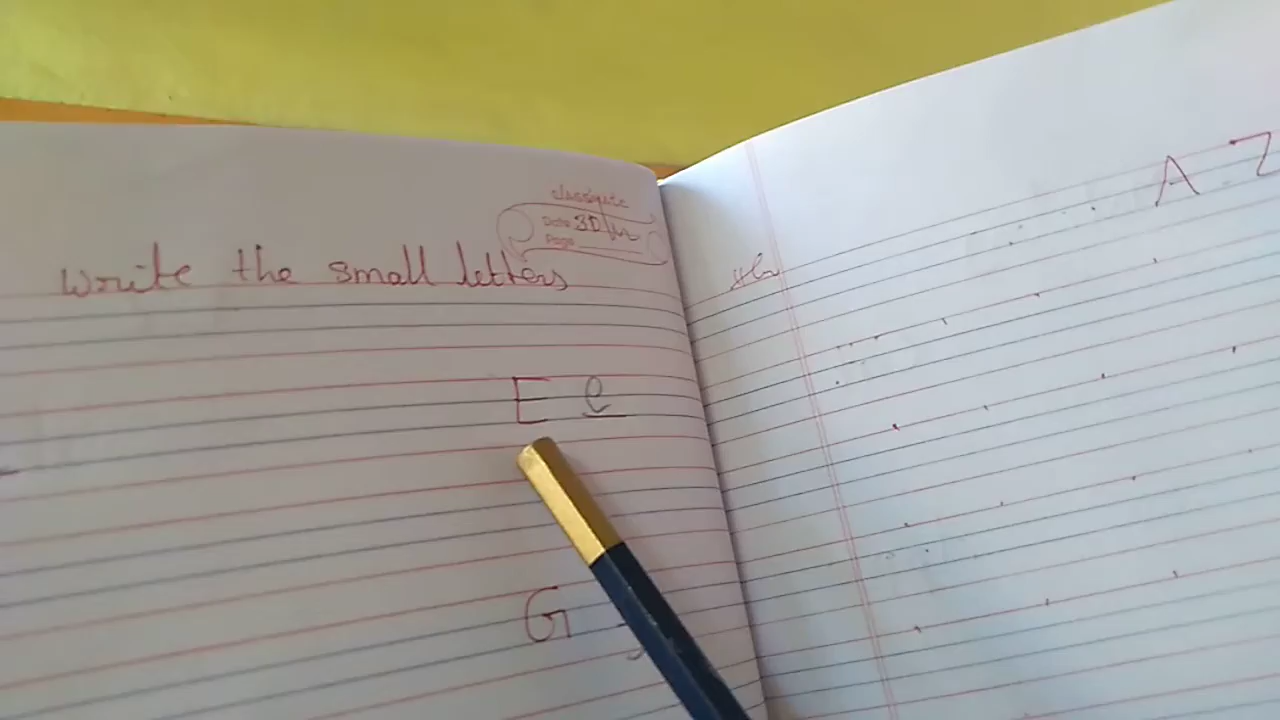 classmate
Date 30
Page
Write the small letters
E e
G
A Z